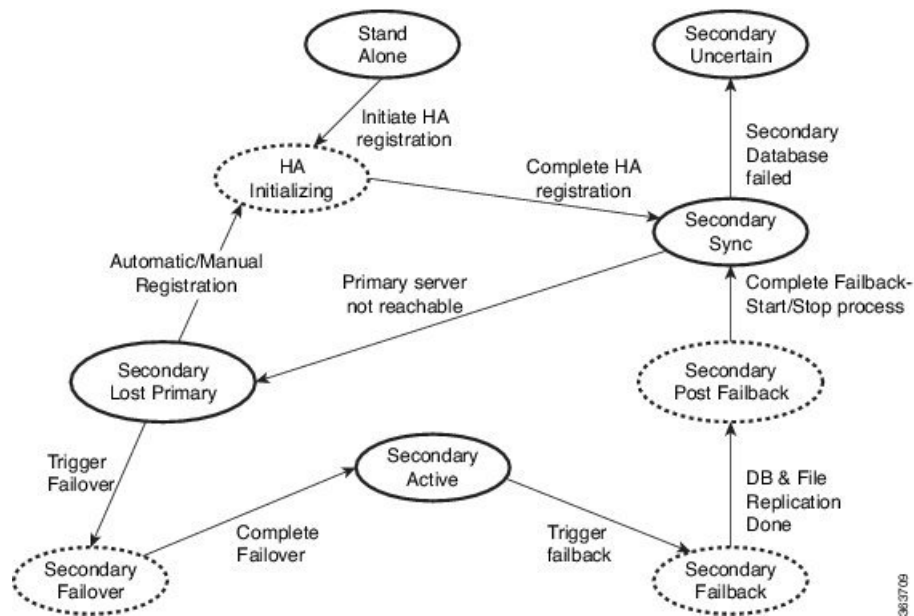 Stand
Alone
Secondary
Uncertain
Initiate HA
registration
Secondary
Database
failed
HA
Initializing
Complete HA
registration
Secondary
Sync
Automatic/Manual
Registration
Primary server
not reachable
Complete Failback-
Start/Stop process
Secondary
Lost Primary
Secondary
Post Failback
Trigger
Failover
Secondary
Active
DB & File
Replication
Done
Complete
Failover
Trigger
failback
Secondary
Failover
Secondary
Failback
363709